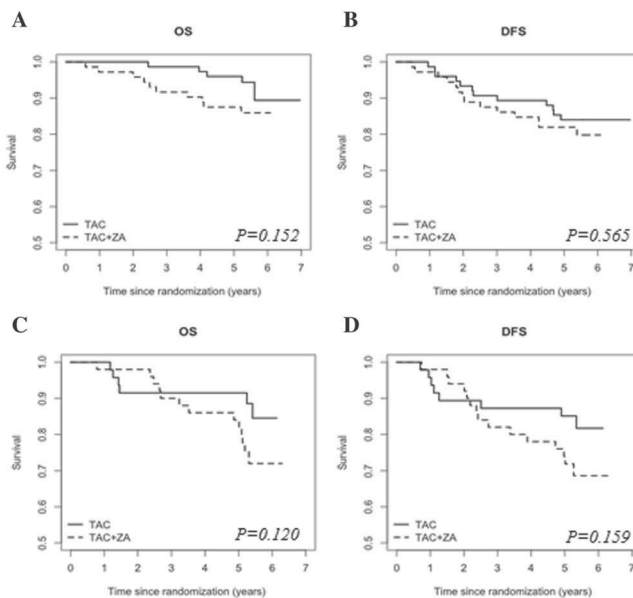 A
OS
Survival
1.0
0.9
0.8
0.7
0.6
0.5
TAC
TAC+ZA
P=0.152
0 1 2 3 4 5 6 7
Time since randomization (years)
B
DFS
Survival
1.0
0.9
0.8
0.7
0.6
0.5
TAC
TAC+ZA
P=0.565
0 1 2 3 4 5 6 7
Time since randomization (years)
C
OS
Survival
1.0
0.9
0.8
0.7
0.6
0.5
TAC
TAC+ZA
P=0.120
0 1 2 3 4 5 6 7
Time since randomization (years)
D
DFS
Survival
1.0
0.9
0.8
0.7
0.6
0.5
TAC
TAC+ZA
P=0.159
0 1 2 3 4 5 6 7
Time since randomization (years)